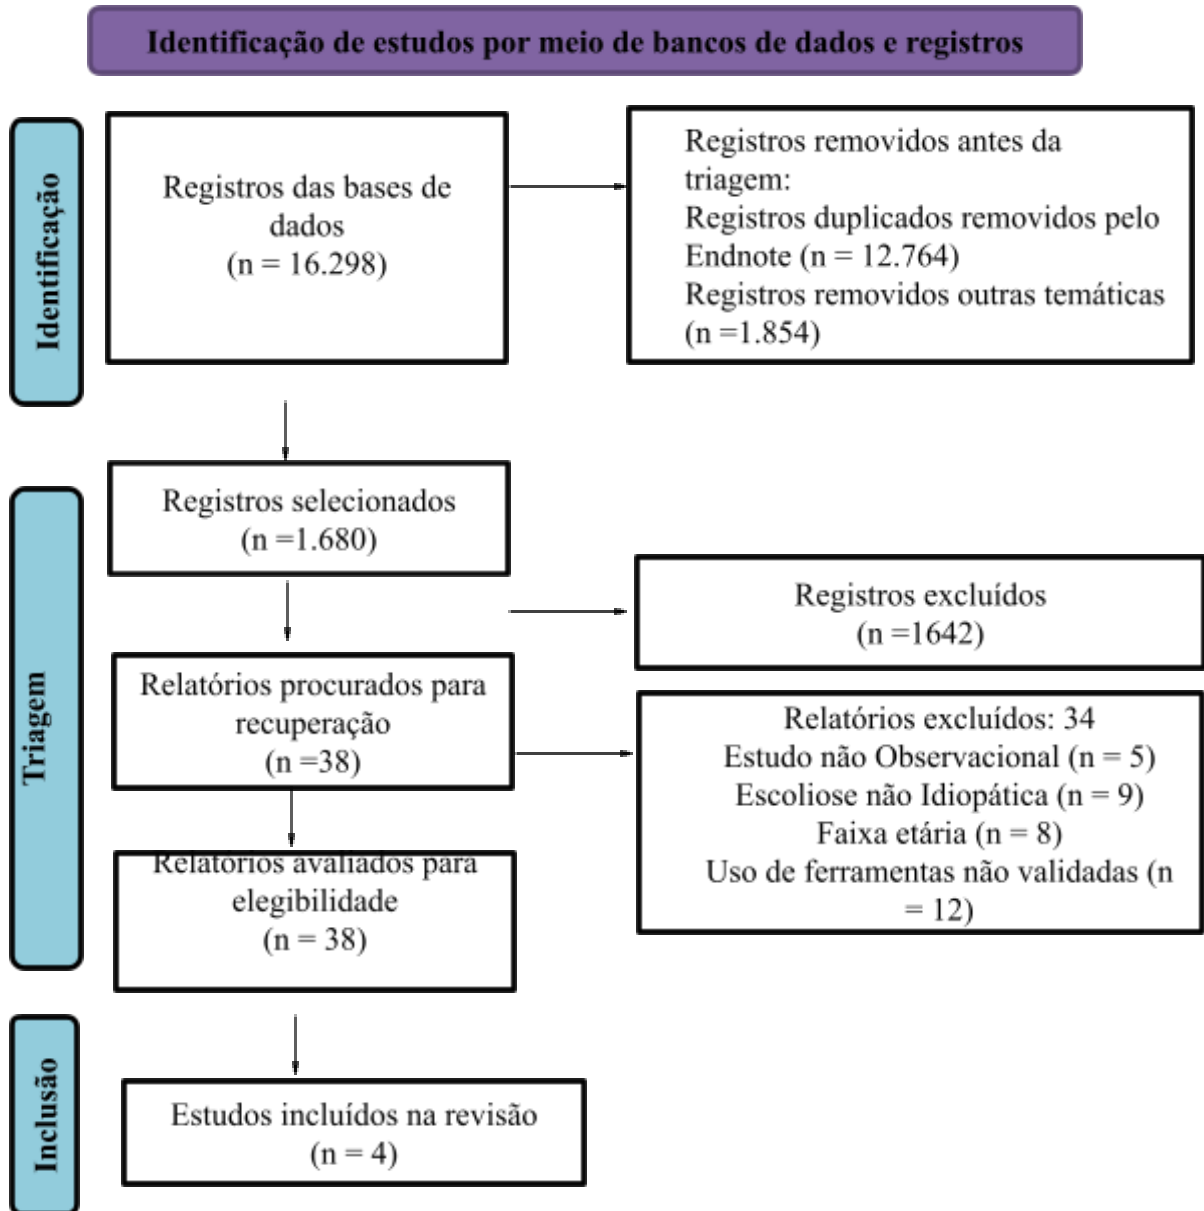 Identificação de estudos por meio de bancos de dados e registros
Identificação
Registros das bases de
dados
(n = 16.298)
Registros removidos antes da
triagem:
Registros duplicados removidos pelo
Endnote (n = 12.764)
Registros removidos outras temáticas
(n =1.854)
Triagem
Registros selecionados
(n =1.680)
Registros excluídos
(n =1642)
Relatórios procurados para
recuperação
(n =38)
Relatórios excluídos: 34
Estudo não Observacional (n = 5)
Escoliose não Idiopática (n = 9)
Faixa etária (n = 8)
Uso de ferramentas não validadas (n
= 12)
Relatórios avaliados para
elegibilidade
(n = 38)
Inclusão
Estudos incluídos na revisão
(n = 4)